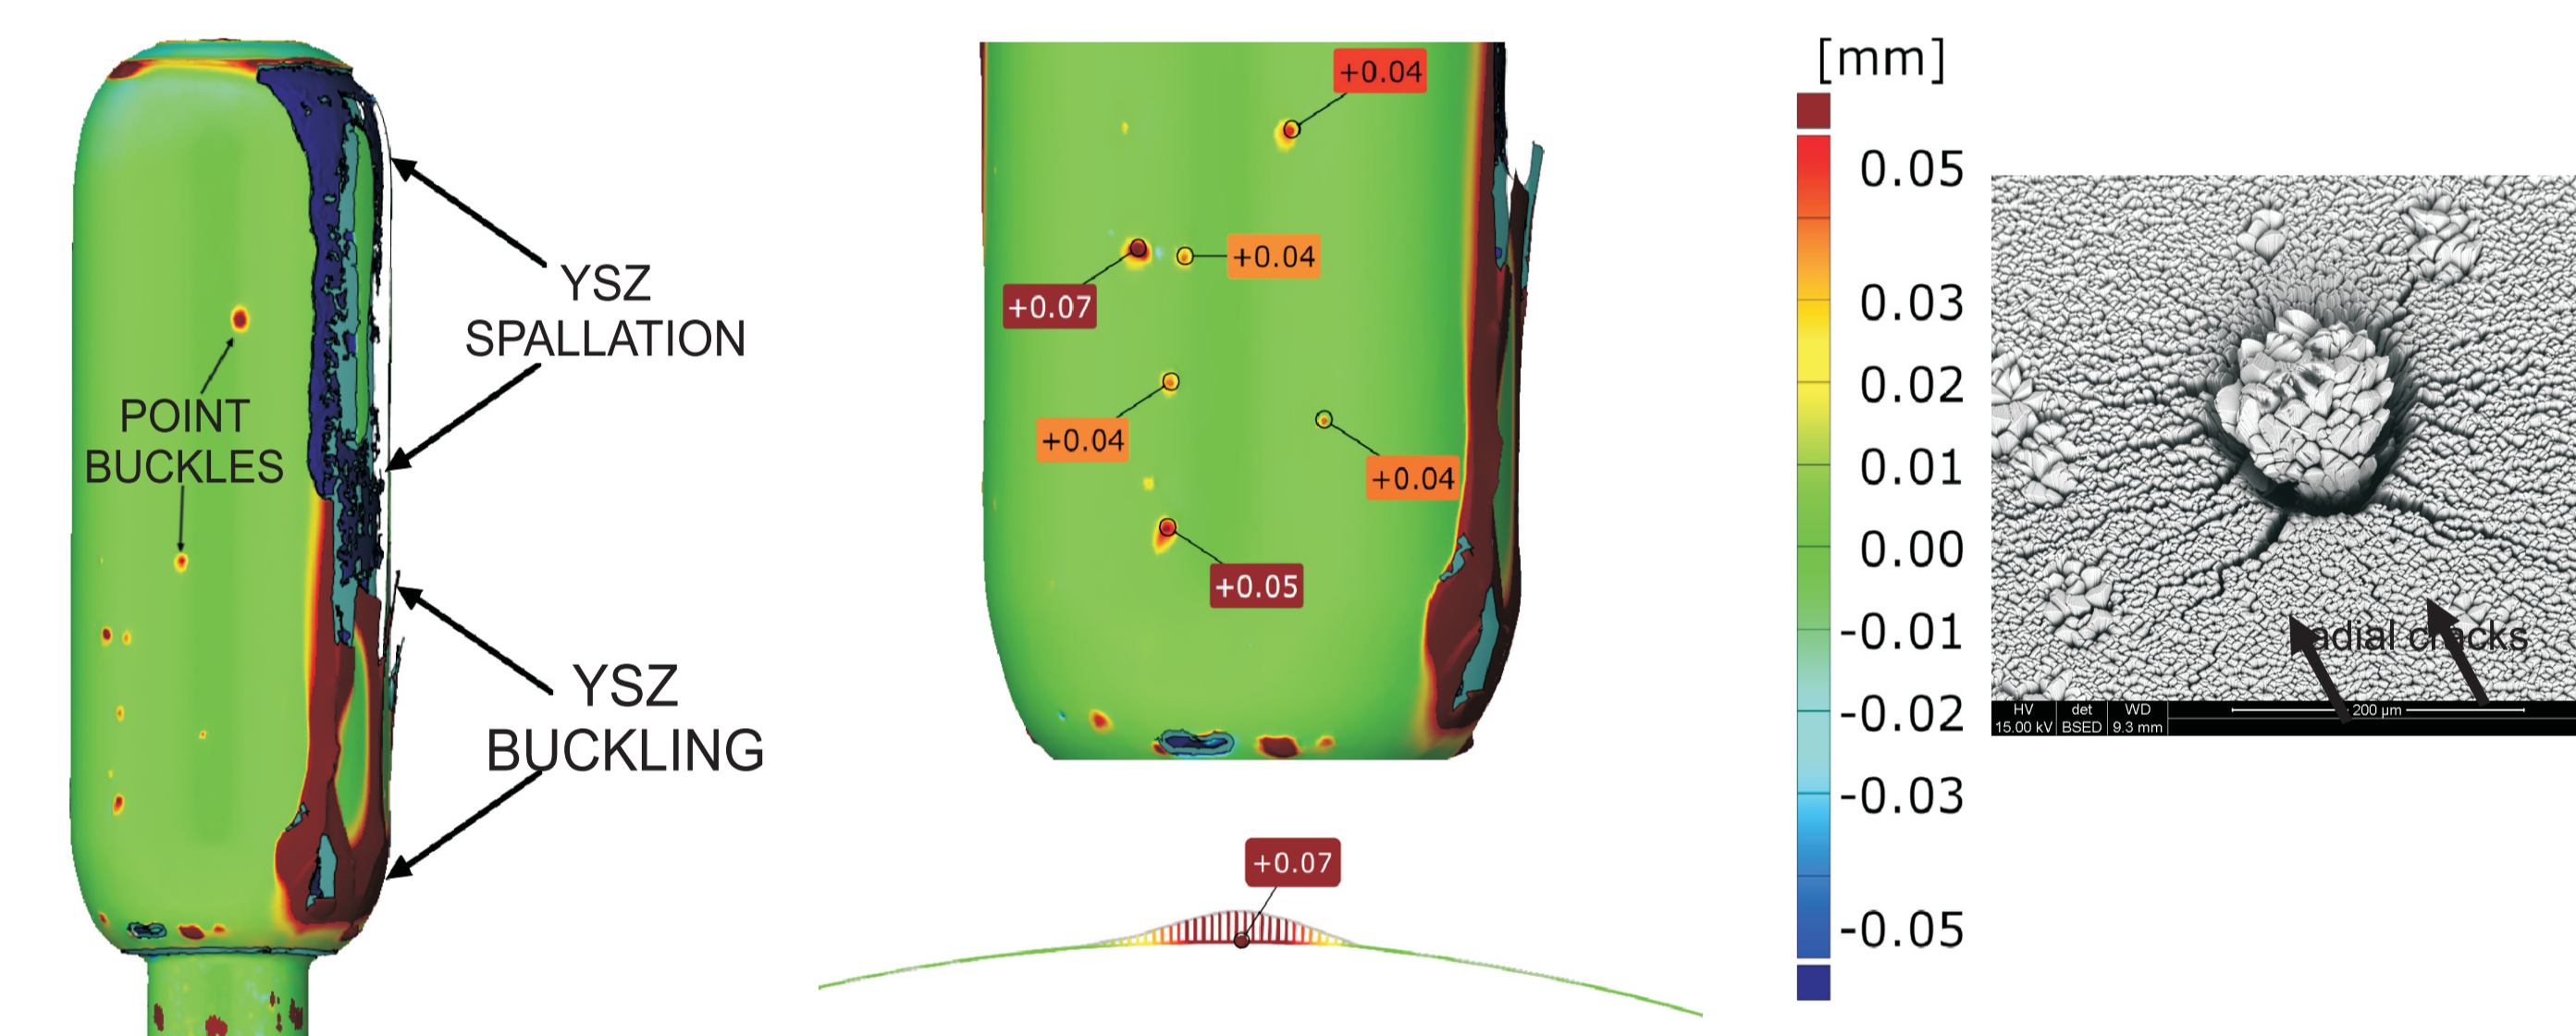 YSZ
SPALLATION
POINT
BUCKLES
YSZ
BUCKLING
+0.04
+0.07
+0.04
+0.04
+0.04
+0.05
+0.07
[mm]
0.05
0.03
0.02
0.01
0.00
-0.01
-0.02
-0.03
-0.05
cracks
HV det WD
15.00 kV BSED 9.3 mm
200 µm